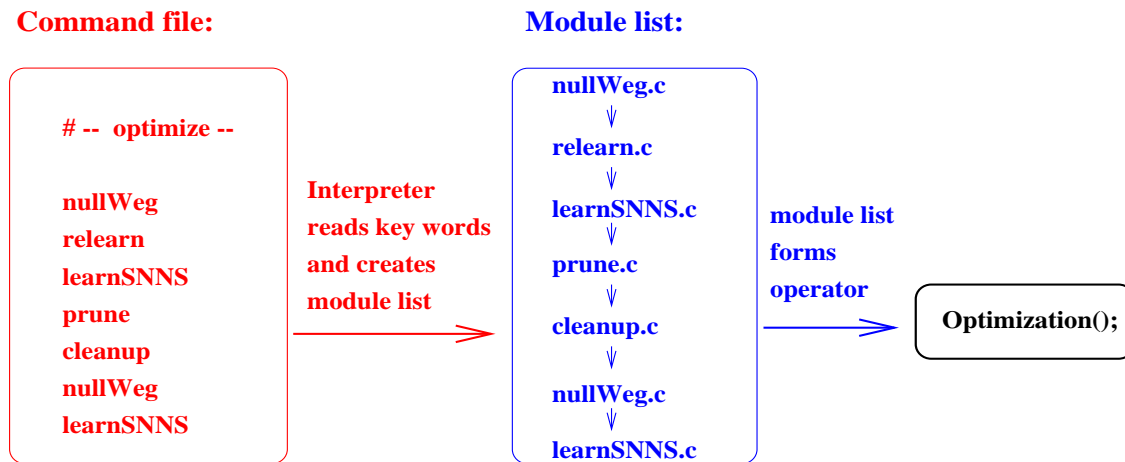 Command file:
# -- optimize --
nullWeg
relearn
learnSNNS
prune
cleanup
nullWeg
learnSNNS
Interpreter
reads key words
and creates
module list
Module list:
nullWeg.c
relearn.c
learnSNNS.c
prune.c
cleanup.c
nullWeg.c
learnSNNS.c
module list
forms
operator
Optimization();